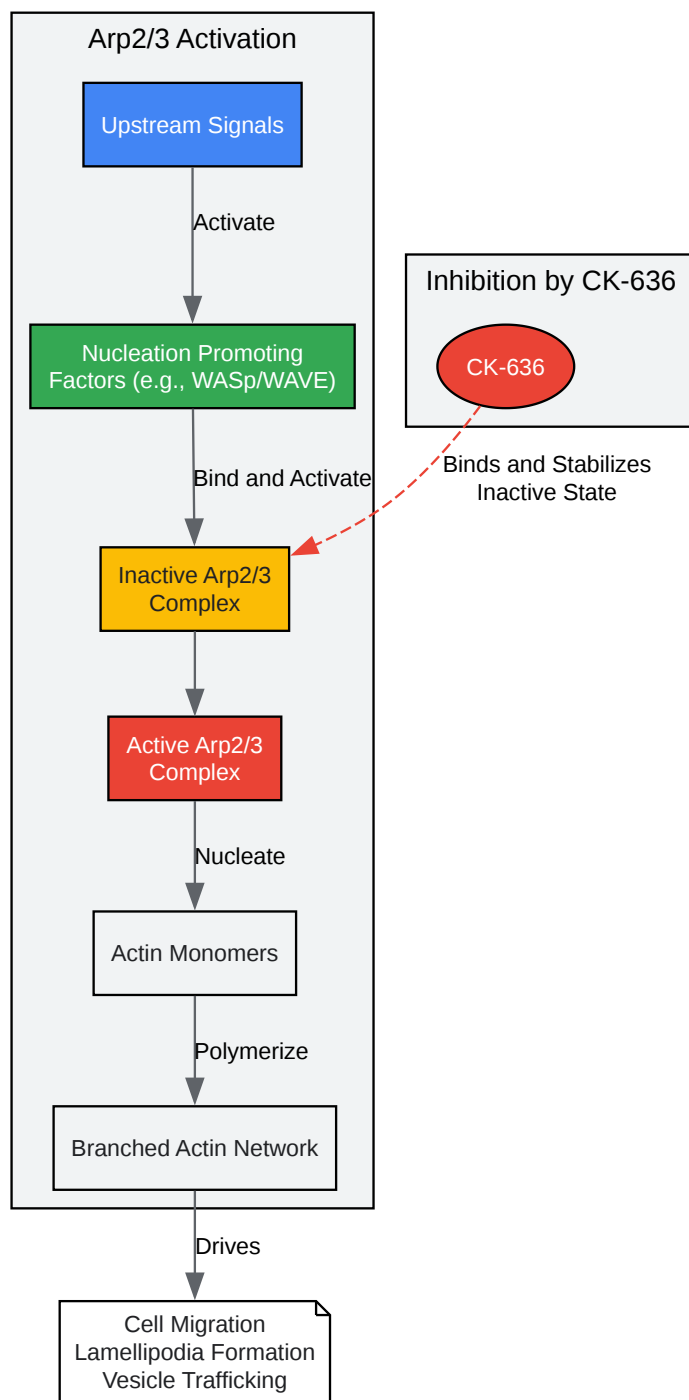 Arp2/3 Activation
Upstream Signals
Activate
Nucleation Promoting
Factors (e.g., WASp/WAVE)
Bind and Activate
Inactive Arp2/3
Complex
Active Arp2/3
Complex
Nucleate
Actin Monomers
Polymerize
Branched Actin Network
Drives
Cell Migration
Lamellipodia Formation
Vesicle Trafficking
Inhibition by CK-636
CK-636
Binds and Stabilizes
Inactive State